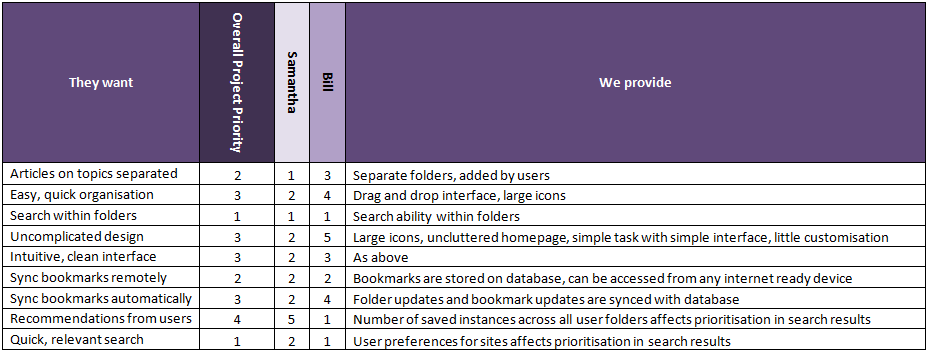 They want Overall Project Priority Samantha Bill We provide
Articles on topics separated 2 1 3 Separate folders, added by users
Easy, quick organisation 3 2 4 Drag and drop interface, large icons
Search within folders 1 1 1 Search ability within folders
Uncomplicated design 3 2 5 Large icons, uncluttered homepage, simple task with simple interface, little customisation
Intuitive, clean interface 3 2 3 As above
Sync bookmarks remotely 2 2 2 Bookmarks are stored on database, can be accessed from any internet ready device
Sync bookmarks automatically 3 2 4 Folder updates and bookmark updates are synced with database
Recommendations from users 4 5 1 Number of saved instances across all user folders affects prioritisation in search results
Quick, relevant search 1 2 1 User preferences for sites affects prioritisation in search results